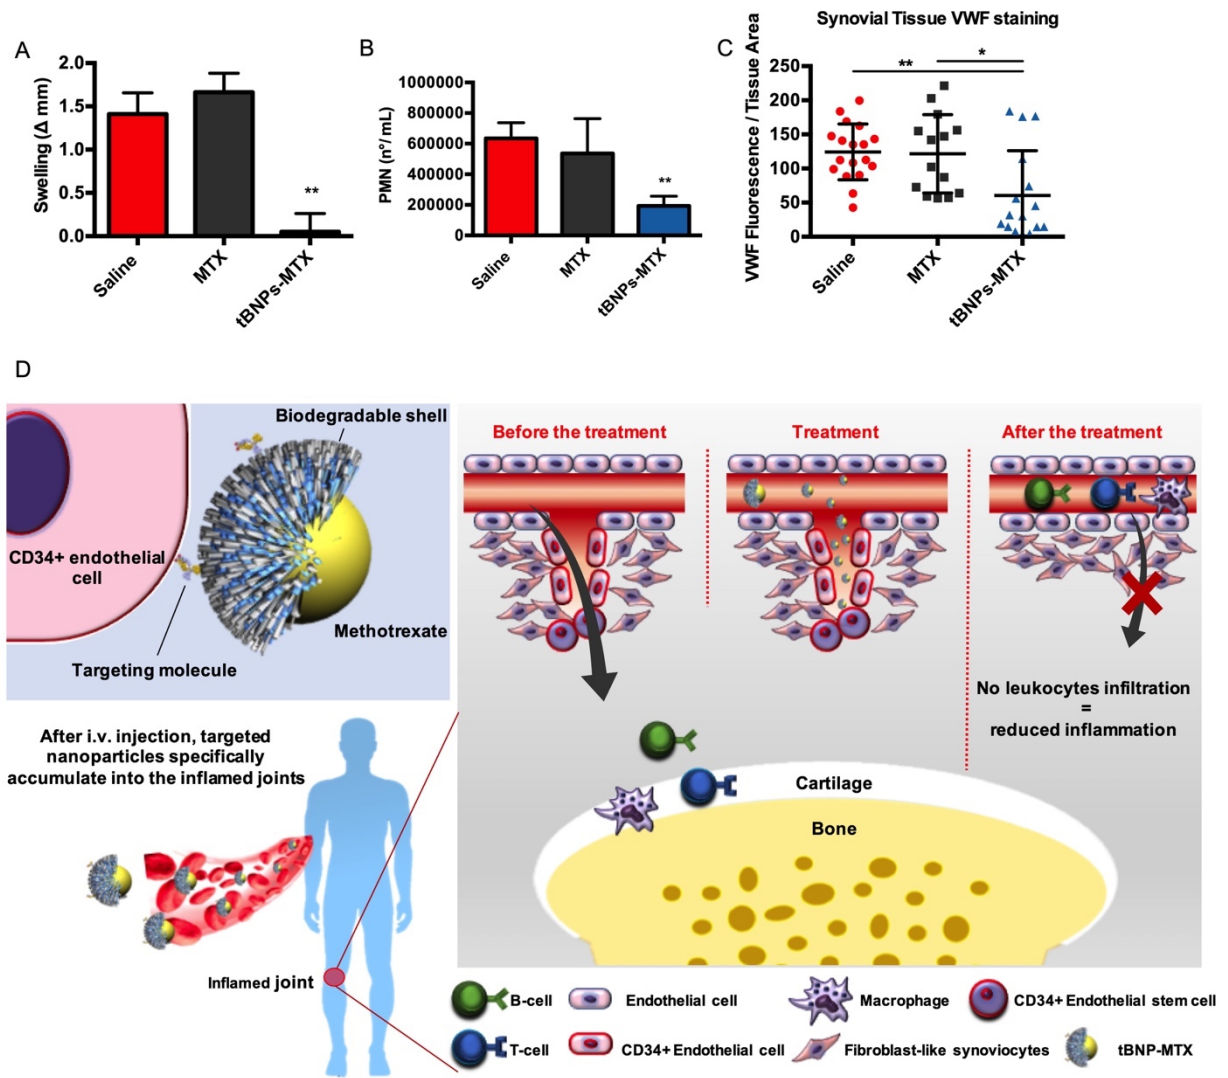 A
Swelling (Δ mm)
2.0
1.5
1.0
0.5
0.0
**
Saline
MTX
tBNPs-MTX
B
PMN (n°/ mL)
1000000
800000
600000
400000
200000
0
**
Saline
MTX
tBNPs-MTX
Synovial Tissue VWF staining
C
VWF Fluorescence / Tissue Area
250
200
150
100
50
0
**
*
Saline
MTX
tBNPs-MTX
D
Biodegradable shell
CD34+ endothelial
cell
Methotrexate
Targeting molecule
Before the treatment
Treatment
After the treatment
No leukocytes infiltration
=
reduced inflammation
Cartilage
Bone
After i.v. injection, targeted
nanoparticles specifically
accumulate into the inflamed joints
Inflamed joint
B-cell
Endothelial cell
Macrophage
CD34+ Endothelial stem cell
T-cell
CD34+ Endothelial cell
Fibroblast-like synoviocytes
tBNP-MTX